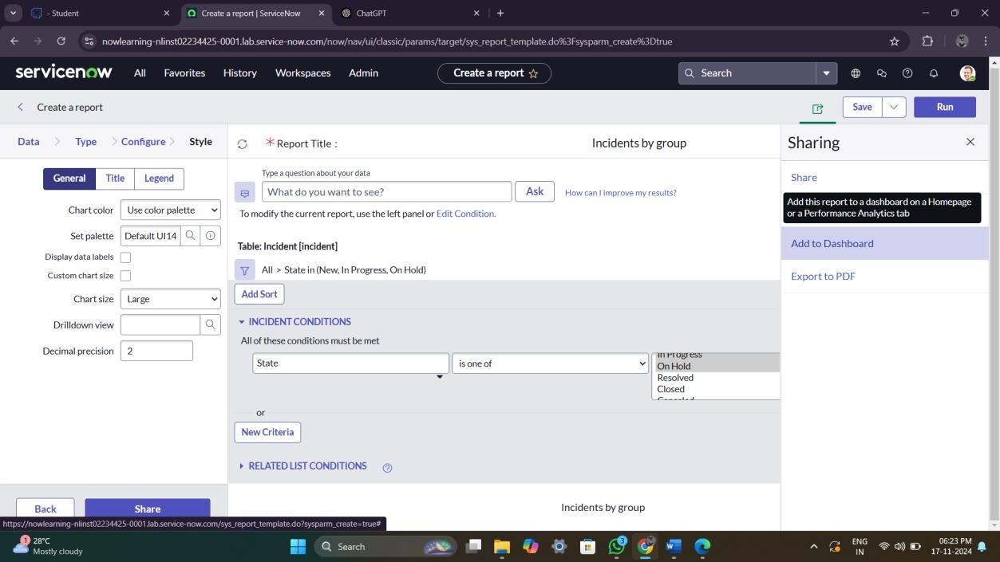 - Student
Create a report | ServiceNow
ChatGPT
nowlearning-nlinst02234425-0001.lab.service-now.com/now/nav/ui/classic/params/target/sys_report_template.do%3Fsysparm_create%3Dtrue
servicenow
All
Favorites
History
Workspaces
Admin
Create a report
Search
Create a report
Save
Run
Data
Type
Configure
Style
* Report Title :
Incidents by group
Sharing
General
Title
Legend
Type a question about your data
What do you want to see?
Ask
How can I improve my results?
Share
Chart color
Use color palette
To modify the current report, use the left panel or Edit Condition.
Add this report to a dashboard on a Homepage
or a Performance Analytics tab
Set palette
Default UI14
Table: Incident [incident]
Add to Dashboard
Display data labels
Custom chart size
All > State in (New, In Progress, On Hold)
Export to PDF
Chart size
Large
Add Sort
Drilldown view
INCIDENT CONDITIONS
All of these conditions must be met
Decimal precision
2
State
is one of
In Progress
On Hold
Resolved
Closed
Canceled
or
New Criteria
RELATED LIST CONDITIONS
Back
Share
Incidents by group
https://nowlearning-nlinst02234425-0001.lab.service-now.com/sys_report_template.do?sysparm_create=true#
1
28°C
Mostly cloudy
Search
3
ENG
IN
06:23 PM
17-11-2024